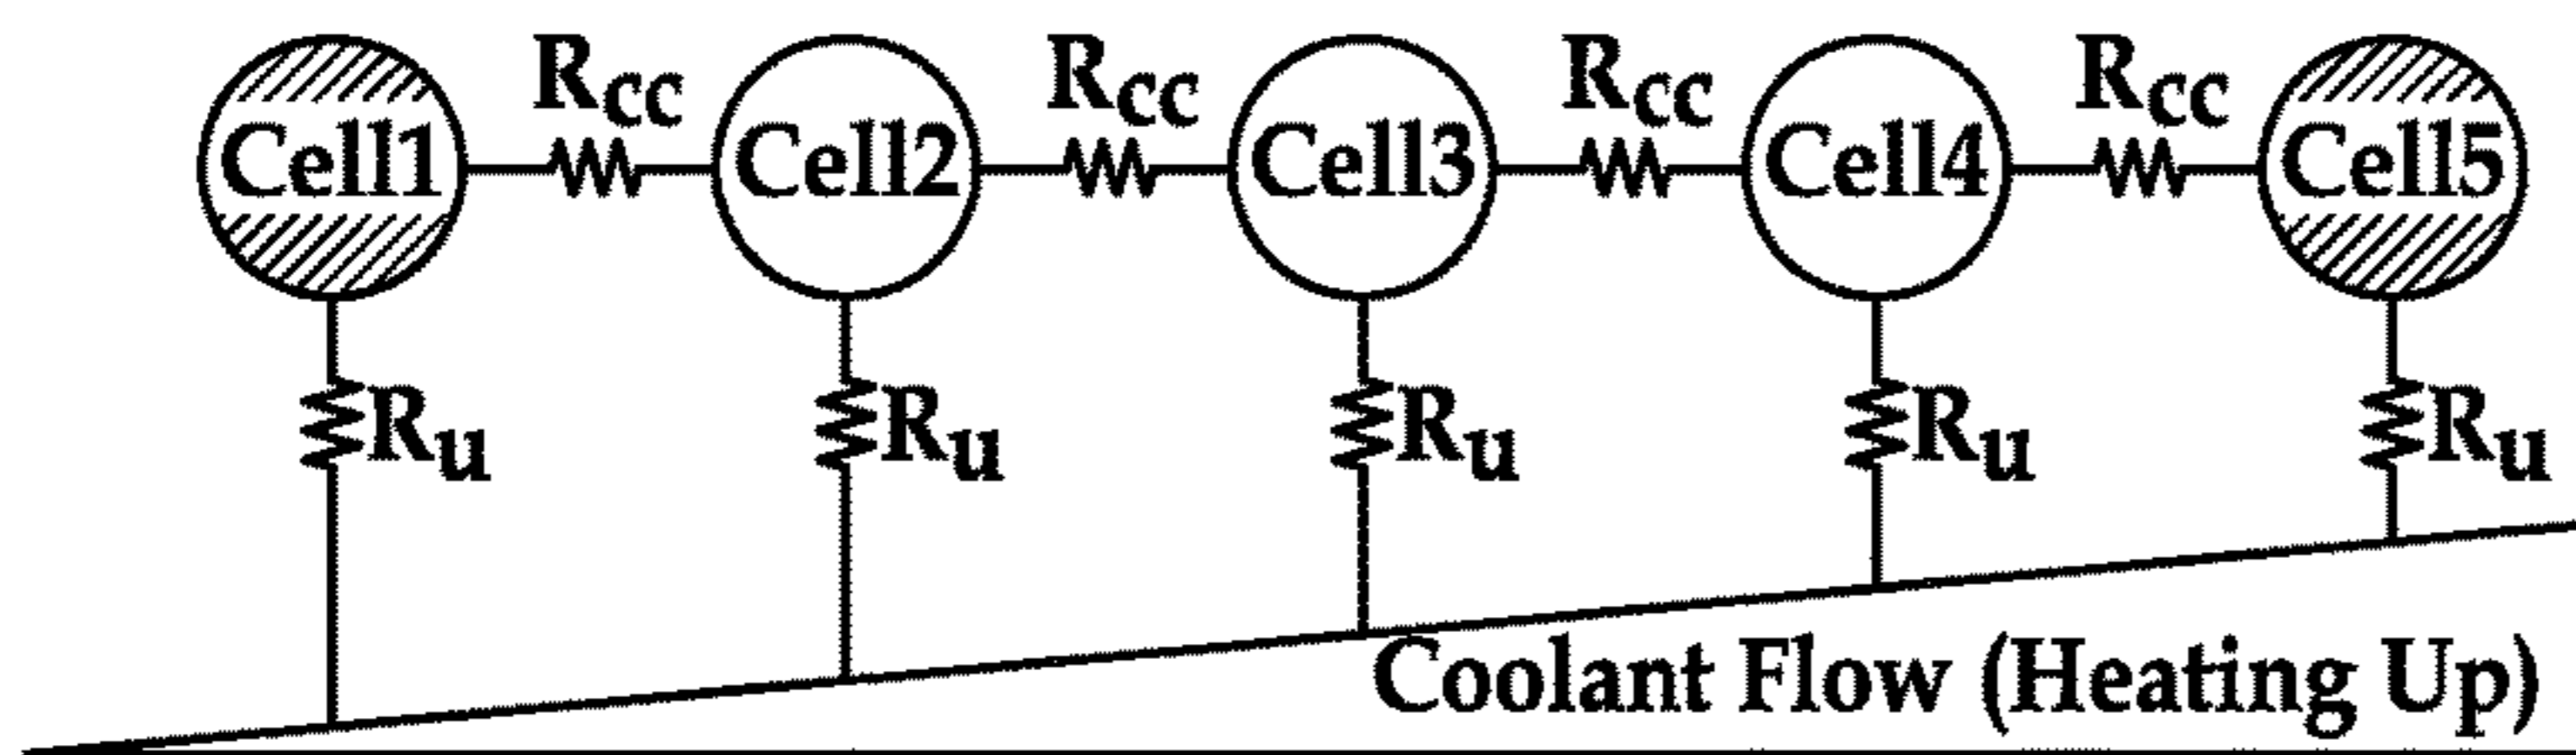 Rcc Rcc Rcc Rcc
Cell1 Cell2 Cell3 Cell4 Cell5
Ru Ru Ru Ru Ru
Coolant Flow (Heating Up)